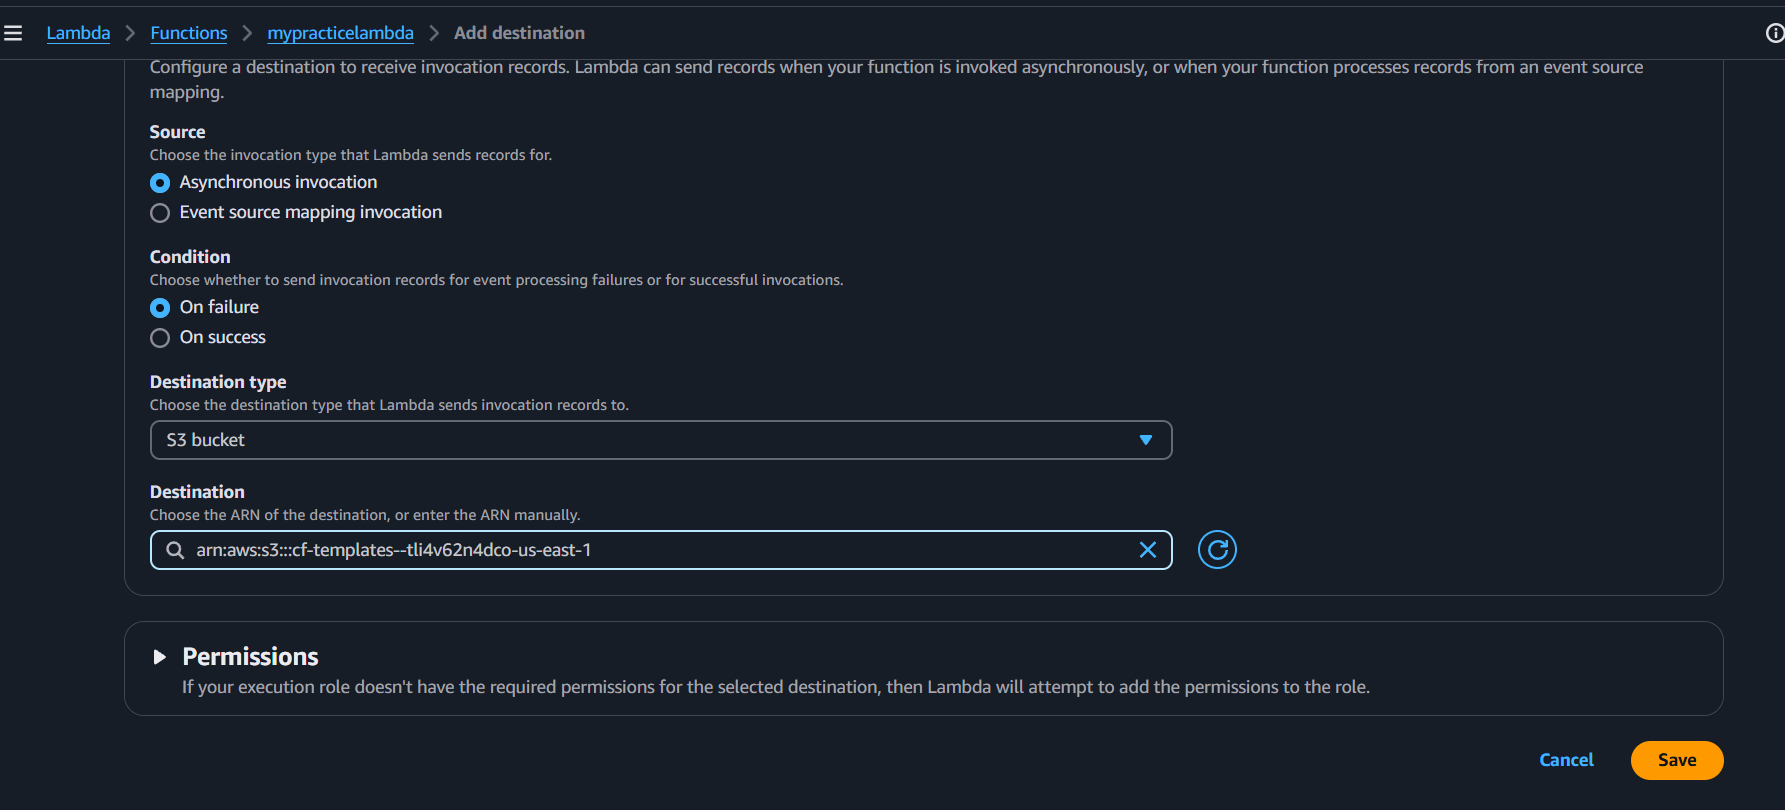 Lambda > Functions > mypracticelambda > Add destination
Configure a destination to receive invocation records. Lambda can send records when your function is invoked asynchronously, or when your function processes records from an event source
mapping.
Source
Choose the invocation type that Lambda sends records for.
Asynchronous invocation
Event source mapping invocation
Condition
Choose whether to send invocation records for event processing failures or for successful invocations.
On failure
On success
Destination type
Choose the destination type that Lambda sends invocation records to.
S3 bucket
Destination
Choose the ARN of the destination, or enter the ARN manually.
arn:aws:s3:::cf-templates--tli4v62n4dco-us-east-1
Permissions
If your execution role doesn't have the required permissions for the selected destination, then Lambda will attempt to add the permissions to the role.
Cancel Save